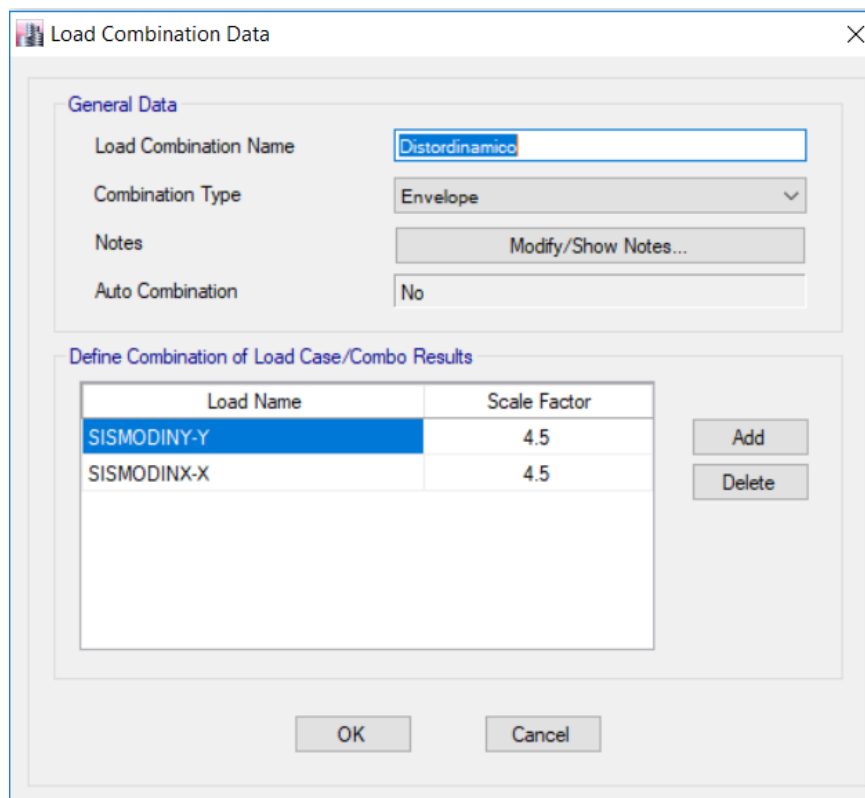 Load Combination Data
General Data
Load Combination Name Distordinamico
Combination Type Envelope
Notes Modify/Show Notes...
Auto Combination No
Define Combination of Load Case/Combo Results
Load Name Scale Factor
SISMODINY-Y 4.5 Add
SISMODINX-X 4.5 Delete
OK Cancel